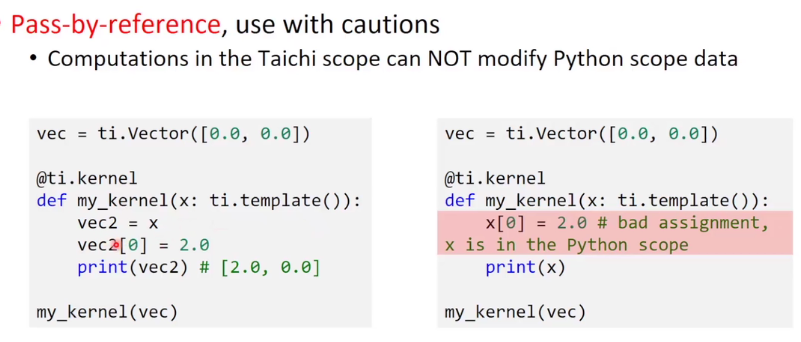 Pass-by-reference, use with cautions
• Computations in the Taichi scope can NOT modify Python scope data
vec = ti.Vector([0.0, 0.0])
@ti.kernel
def my_kernel(x: ti.template()):
    vec2 = x
    vec2[0] = 2.0
    print(vec2) # [2.0, 0.0]
my_kernel(vec)
vec = ti.Vector([0.0, 0.0])
@ti.kernel
def my_kernel(x: ti.template()):
    x[0] = 2.0 # bad assignment,
x is in the Python scope
    print(x)
my_kernel(vec)